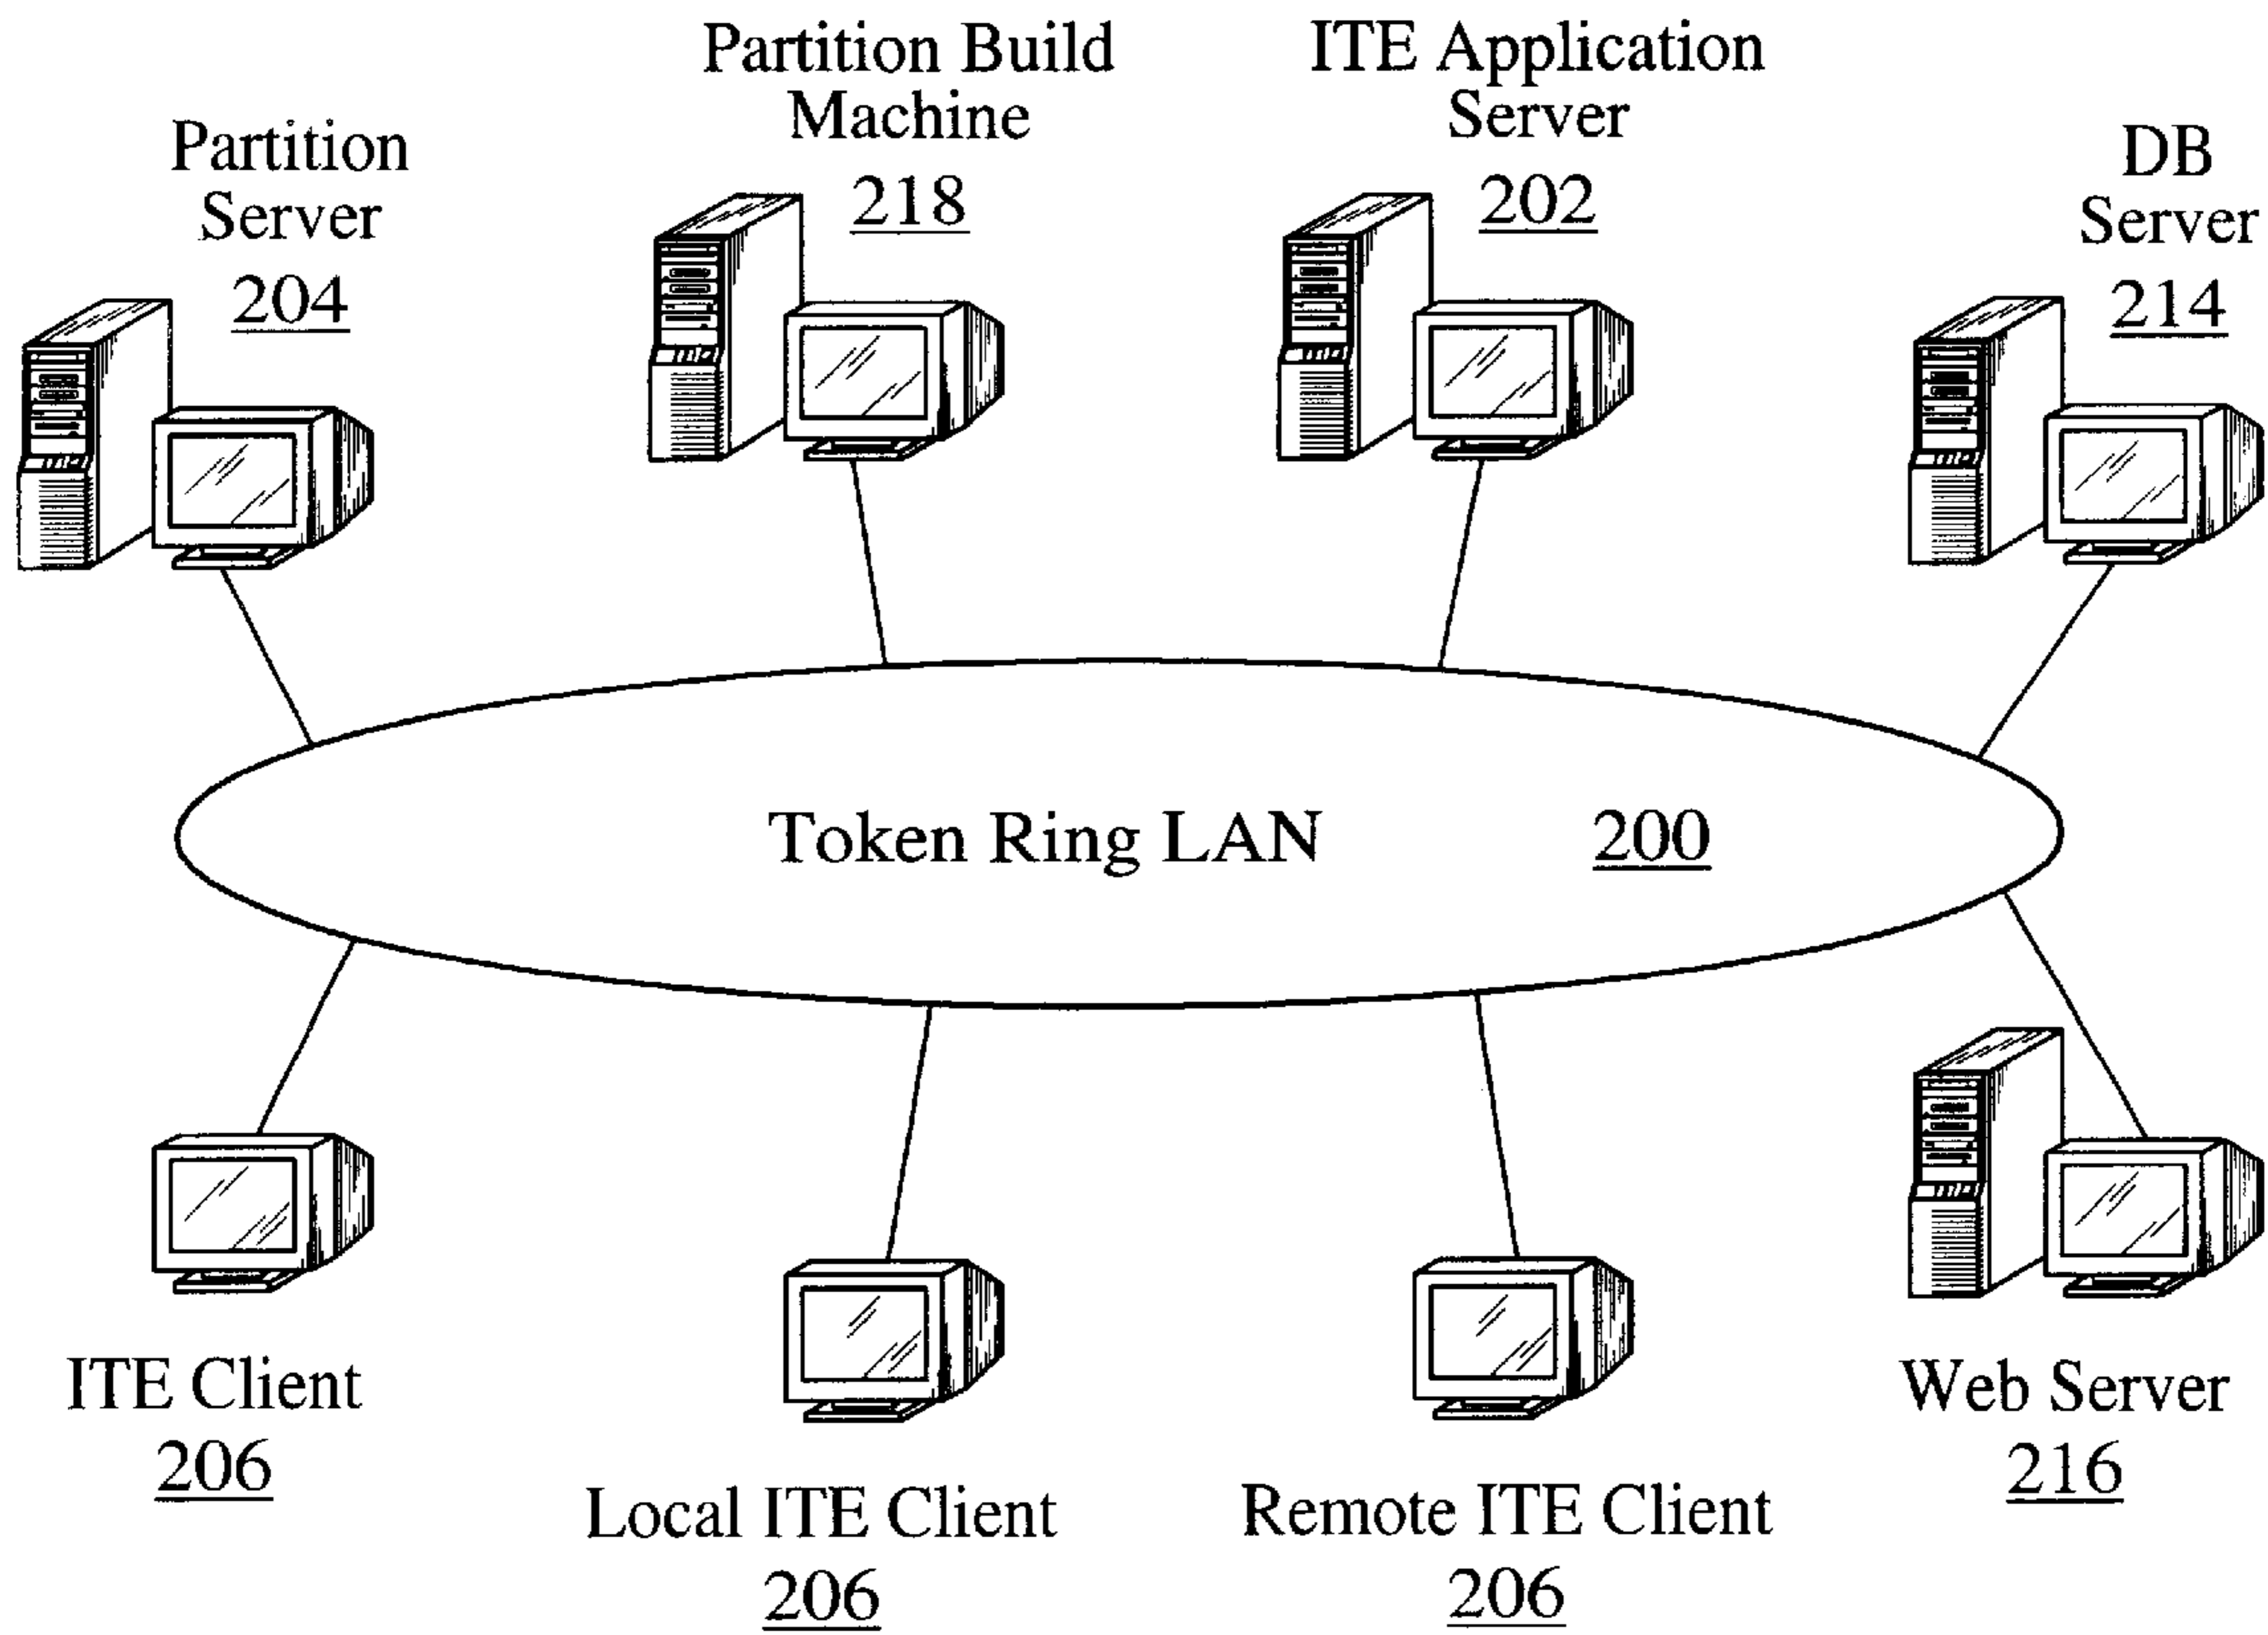 Partition Build
Machine
218
ITE Application
Server
202
Partition
Server
204
DB
Server
214
Token Ring LAN 200
ITE Client
206
Local ITE Client
206
Remote ITE Client
206
Web Server
216